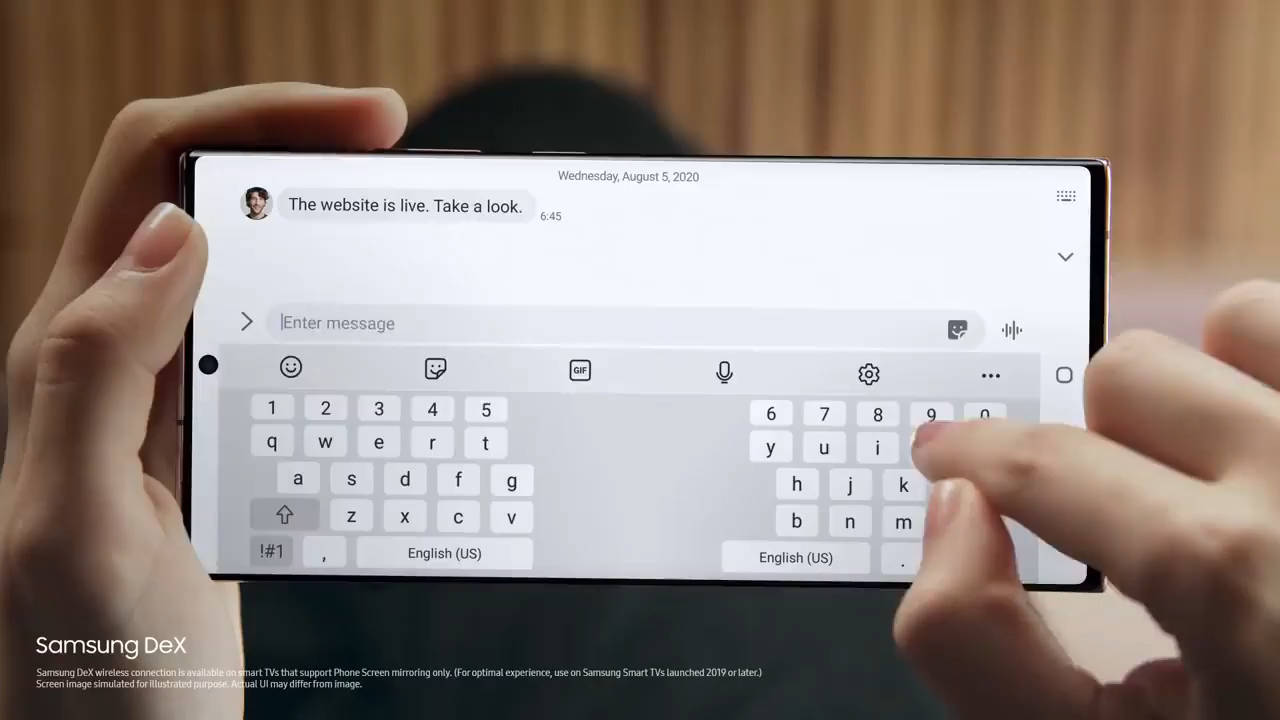 Wednesday, August 5, 2020
The website is live. Take a look.
6:45
Enter message
GIF
1 2 3 4 5 6 7 8 9 0
q w e r t y u i
a s d f g h j k
z x c v b n m
!#1 , English (US) English (US) .
Samsung DeX
Samsung DeX wireless connection is available on smart TVs that support Phone Screen mirroring only. (For optimal experience, use on Samsung Smart TVs launched 2019 or later.)
Screen image simulated for illustrated purpose. Actual UI may differ from image.